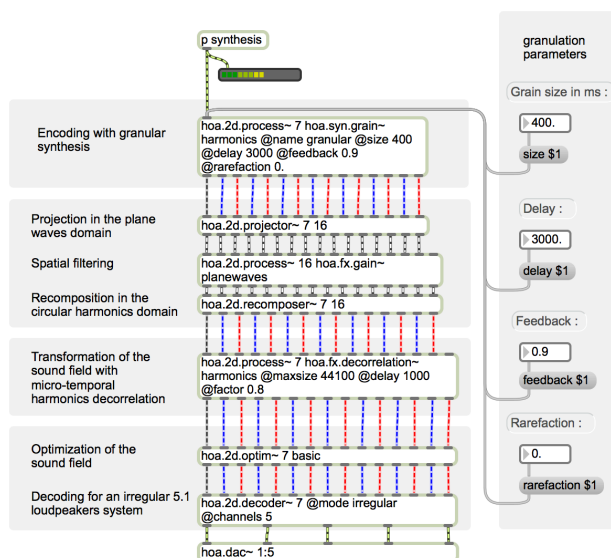 p synthesis
granulation
parameters
Grain size in ms :
400.
size $1
Encoding with granular
synthesis
hoa.2d.process~ 7 hoa.syn.grain~
harmonics @name granular @size 400
@delay 3000 @feedback 0.9
@rarefaction 0.
Delay :
3000.
delay $1
Projection in the plane
waves domain
hoa.2d.projector~ 7 16
Spatial filtering
hoa.2d.process~ 16 hoa.fx.gain~
planewaves
Recomposition in the
circular harmonics domain
hoa.2d.recomposer~ 7 16
Feedback :
0.9
feedback $1
Transformation of the
sound field with
micro-temporal
harmonics decorrelation
hoa.2d.process~ 7 hoa.fx.decorrelation~
harmonics @maxsize 44100 @delay 1000
@factor 0.8
Rarefaction :
0.
rarefaction $1
Optimization of the
sound field
hoa.2d.optim~ 7 basic
Decoding for an irregular 5.1
loudpeakers system
hoa.2d.decoder~ 7 @mode irregular
@channels 5
hoa.dac~ 1:5